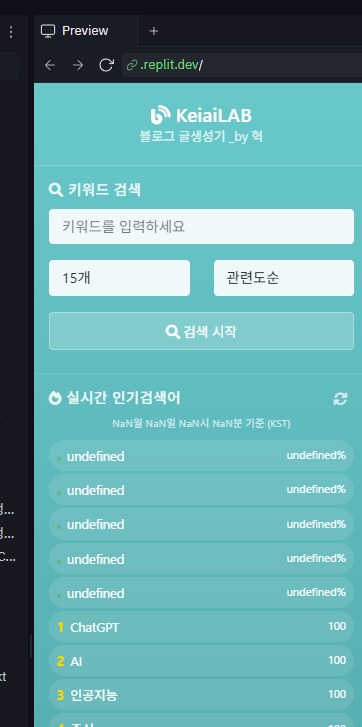 Preview
.replit.dev/
KeiaiLAB
블로그 글생성기 _by 혁
키워드 검색
키워드를 입력하세요
15개 관련도순
검색 시작
실시간 인기검색어
NaN월 NaN일 NaN시 NaN분 기준 (KST)
undefined undefined%
undefined undefined%
undefined undefined%
undefined undefined%
undefined undefined%
1 ChatGPT 100
2 AI 100
3 인공지능 100